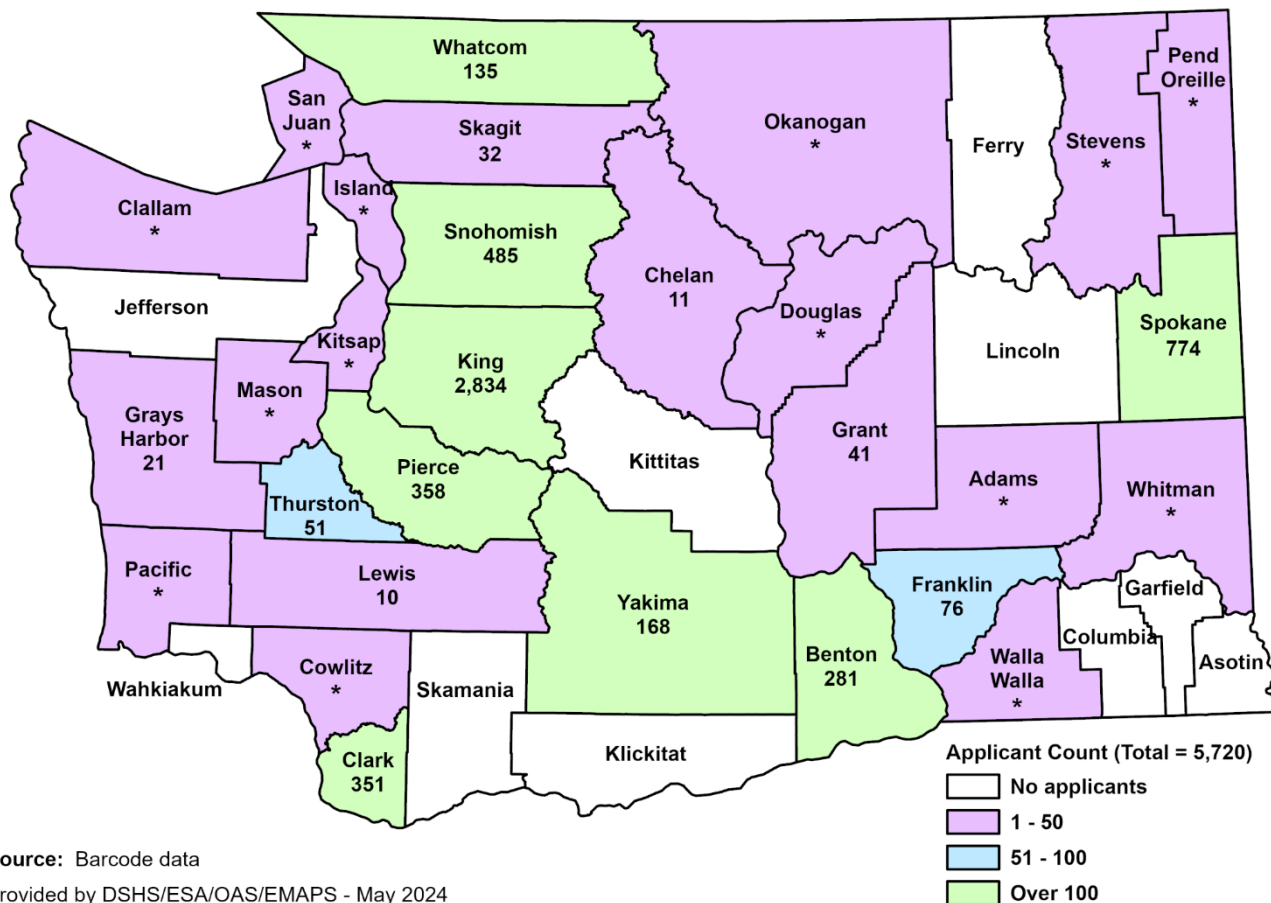 Whatcom
135
San
Juan
*
Skagit
32
Okanogan
*
Ferry
Stevens
*
Pend
Oreille
*
Clallam
*
Island
*
Snohomish
485
Chelan
11
Douglas
*
Jefferson
Kitsap
*
King
2,834
Lincoln
Spokane
774
Mason
*
Grays
Harbor
21
Grant
41
Kittitas
Pierce
358
Adams
*
Whitman
*
Thurston
51
Pacific
*
Lewis
10
Yakima
168
Franklin
76
Garfield
Columbia
Asotin
Benton
281
Walla
Walla
*
Wahkiakum
Cowlitz
*
Skamania
Klickitat
Clark
351
Applicant Count (Total = 5,720)
No applicants
1 - 50
51 - 100
Over 100
ource: Barcode data
rovided by DSHS/ESA/OAS/EMAPS - May 2024